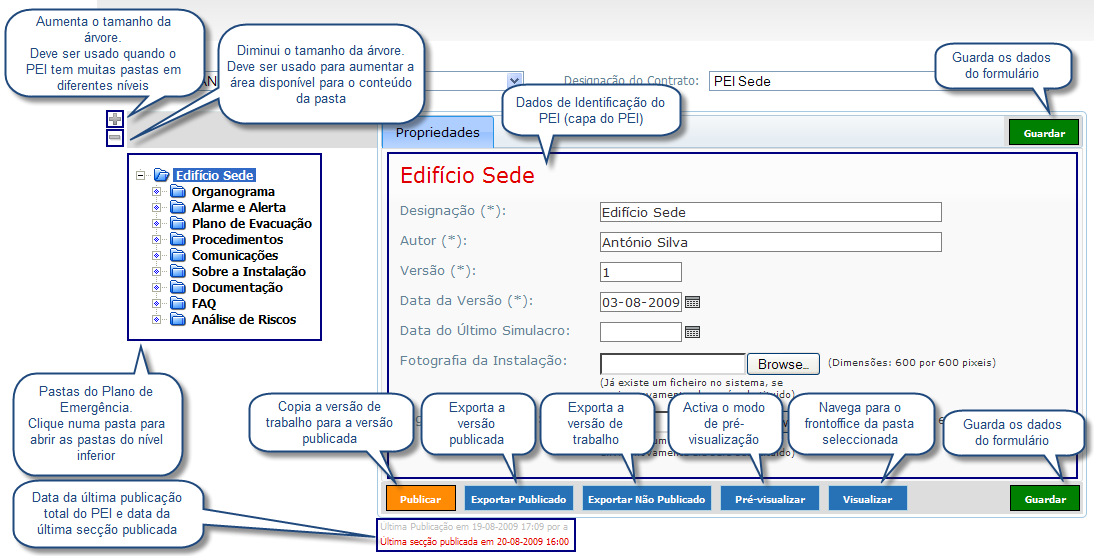 Aumenta o tamanho da
árvore.
Deve ser usado quando o
PEI tem muitas pastas em
diferentes níveis
Diminui o tamanho da árvore.
Deve ser usado para aumentar a
área disponível para o conteúdo
da pasta
Guarda os dados
do formulário
Designação do Contrato: PEI Sede
Dados de Identificação do
PEI (capa do PEI)
Propriedades
Guardar
Edifício Sede
Organograma
Alarme e Alerta
Plano de Evacuação
Procedimentos
Comunicações
Sobre a Instalação
Documentação
FAQ
Análise de Riscos
Edifício Sede
Designação (*): Edifício Sede
Autor (*): António Silva
Versão (*): 1
Data da Versão (*): 03-08-2009
Data do Último Simulacro:
Fotografia da Instalação: Browse... (Dimensões: 600 por 600 pixeis)
(Já existe um ficheiro no sistema, se
Pastas do Plano de
Emergência.
Clique numa pasta para
abrir as pastas do nível
inferior
Copia a versão de
trabalho para a versão
publicada
Exporta a
versão
publicada
Exporta a
versão de
trabalho
Activa o modo
de pré-
visualização
Navega para o
frontoffice da pasta
seleccionada
Guarda os dados
do formulário
Publicar
Exportar Publicado
Exportar Não Publicado
Pré-visualizar
Visualizar
Guardar
Data da última publicação
total do PEI e data da
última secção publicada
Última Publicação em 19-08-2009 17:09 por a
Última secção publicada em 20-08-2009 16:00